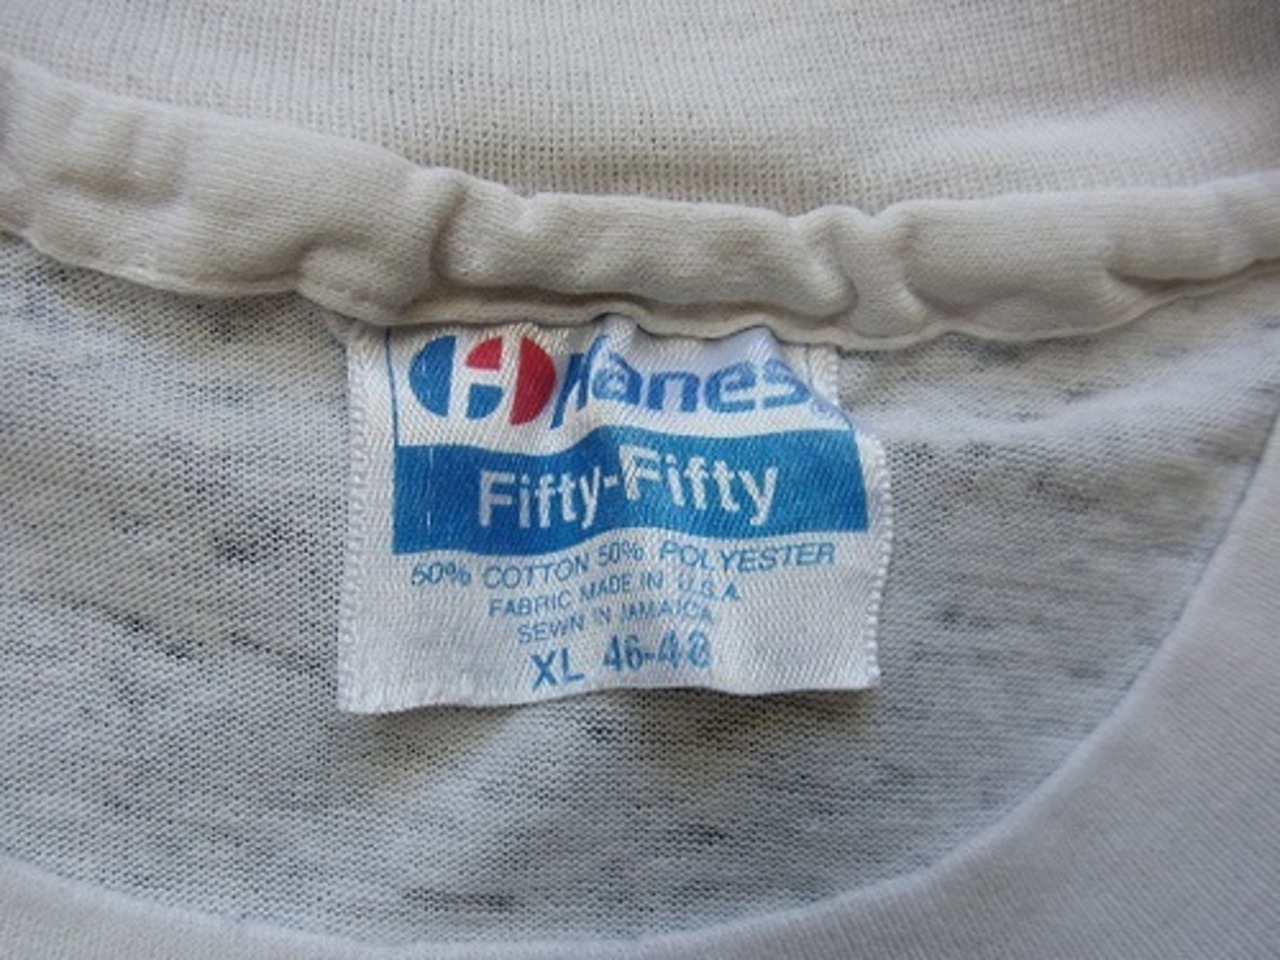 H Hanes
Fifty-Fifty
50% COTTON 50% POLYESTER
FABRIC MADE IN U.S.A.
SEWN IN JAMAICA
XL 46-48